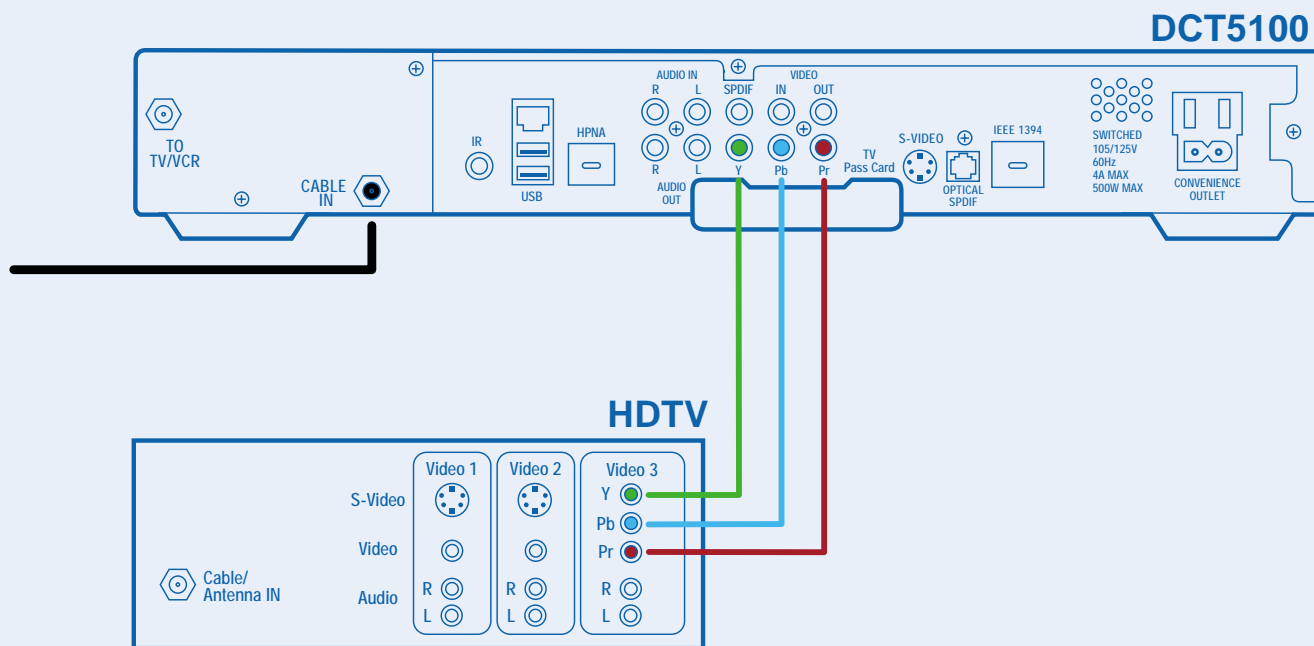 DCT5100
AUDIO IN
VIDEO
R
L
SPDIF
IN
OUT
TO
TV/VCR
CABLE
IN
IR
USB
HPNA
R
L
Y
Pb
Pr
AUDIO
OUT
TV
Pass Card
S-VIDEO
OPTICAL
SPDIF
IEEE 1394
SWITCHED
105/125V
60Hz
4A MAX
500W MAX
CONVENIENCE
OUTLET
HDTV
Video 1
Video 2
Video 3
S-Video
Y
Pb
Video
Pr
Cable/
Antenna IN
Audio
R
L
R
L
R
L